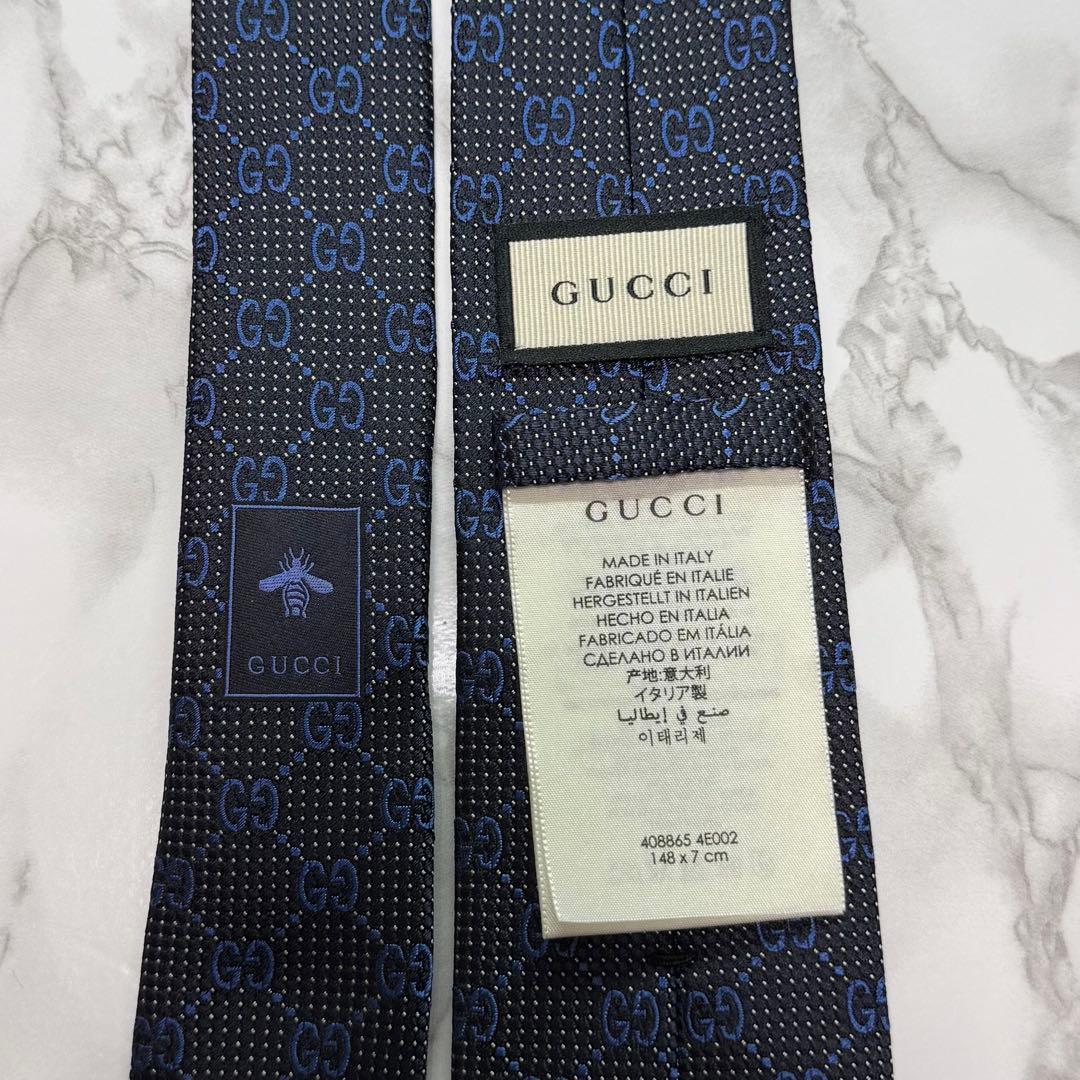 GUCCI
GUCCI
MADE IN ITALY
FABRIQUÉ EN ITALIE
HERGESTELLT IN ITALIEN
HECHO EN ITALIA
FABRICADO EM ITÁLIA
СДЕЛАНО В ИТАЛИИ
产地:意大利
イタリア製
صنع في إيطاليا
이태리제
408865 4E002
148 x 7 cm
GUCCI